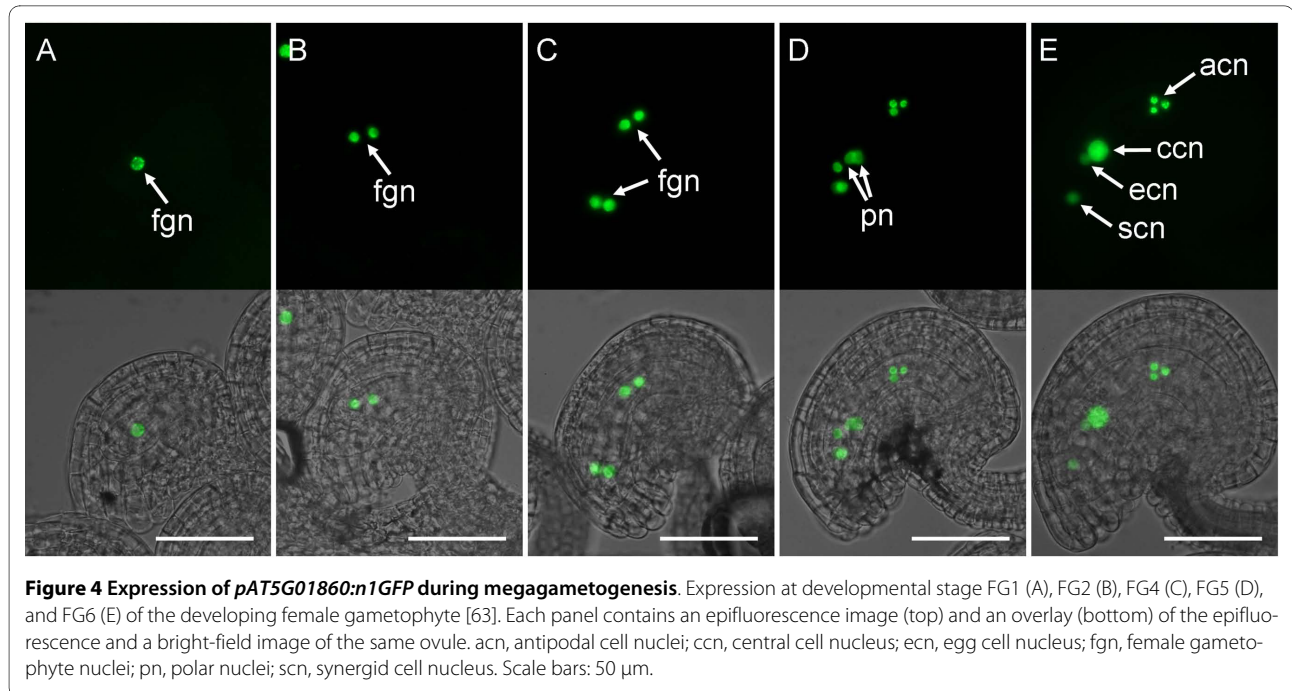 A
B
C
D
E
fgn
fgn
fgn
pn
acn
ccn
ecn
scn
Figure 4 Expression of pAT5G01860:n1GFP during megagametogenesis. Expression at developmental stage FG1 (A), FG2 (B), FG4 (C), FG5 (D),
and FG6 (E) of the developing female gametophyte [63]. Each panel contains an epifluorescence image (top) and an overlay (bottom) of the epifluo-
rescence and a bright-field image of the same ovule. acn, antipodal cell nuclei; ccn, central cell nucleus; ecn, egg cell nucleus; fgn, female gameto-
phyte nuclei; pn, polar nuclei; scn, synergid cell nucleus. Scale bars: 50 μm.